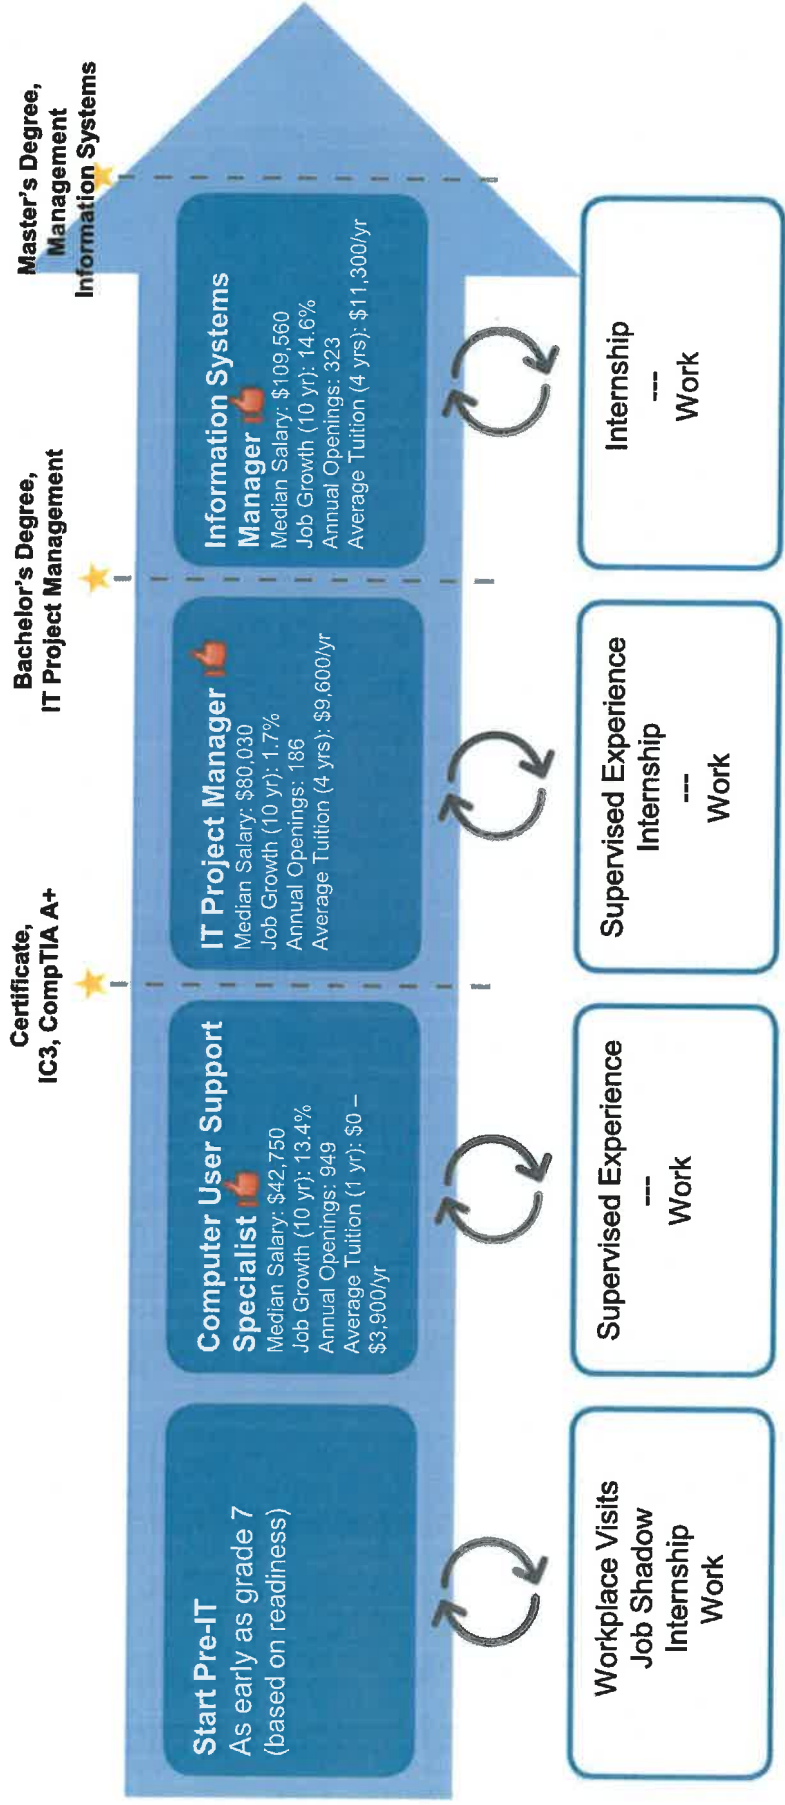 Certificate,
IC3, CompTIA A+
Bachelor's Degree,
IT Project Management
Master's Degree,
Management
Information Systems
Start Pre-IT
As early as grade 7
(based on readiness)
Computer User Support
Specialist
Median Salary: $42,750
Job Growth (10 yr): 13.4%
Annual Openings: 949
Average Tuition (1 yr): $0 –
$3,900/yr
IT Project Manager
Median Salary: $80,030
Job Growth (10 yr): 1.7%
Annual Openings: 186
Average Tuition (4 yrs): $9,600/yr
Information Systems
Manager
Median Salary: $109,560
Job Growth (10 yr): 14.6%
Annual Openings: 323
Average Tuition (4 yrs): $11,300/yr
Workplace Visits
Job Shadow
Internship
Work
Supervised Experience
---
Work
Supervised Experience
Internship
---
Work
Internship
---
Work